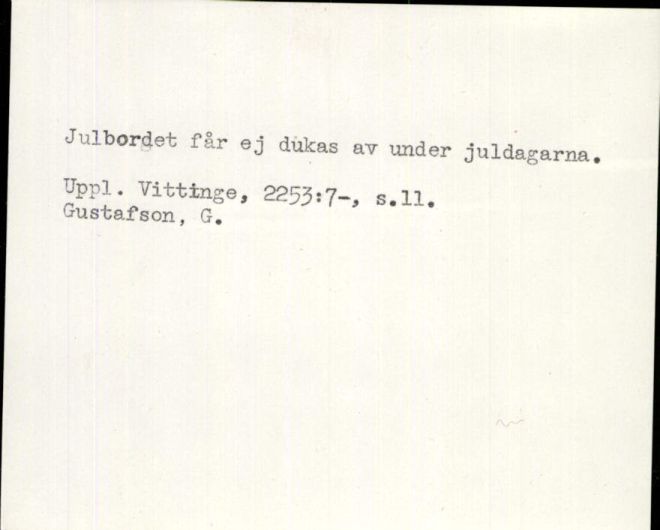 Julbordet får ej dukas av under juldagarna.
Uppl. Vittinge, 2253:7-, s.11.
Gustafson, G.